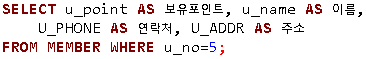 SELECT u_point AS 보유포인트, u_name AS 이름,
U_PHONE AS 연락처, U_ADDR AS 주소
FROM MEMBER WHERE u_no=5;